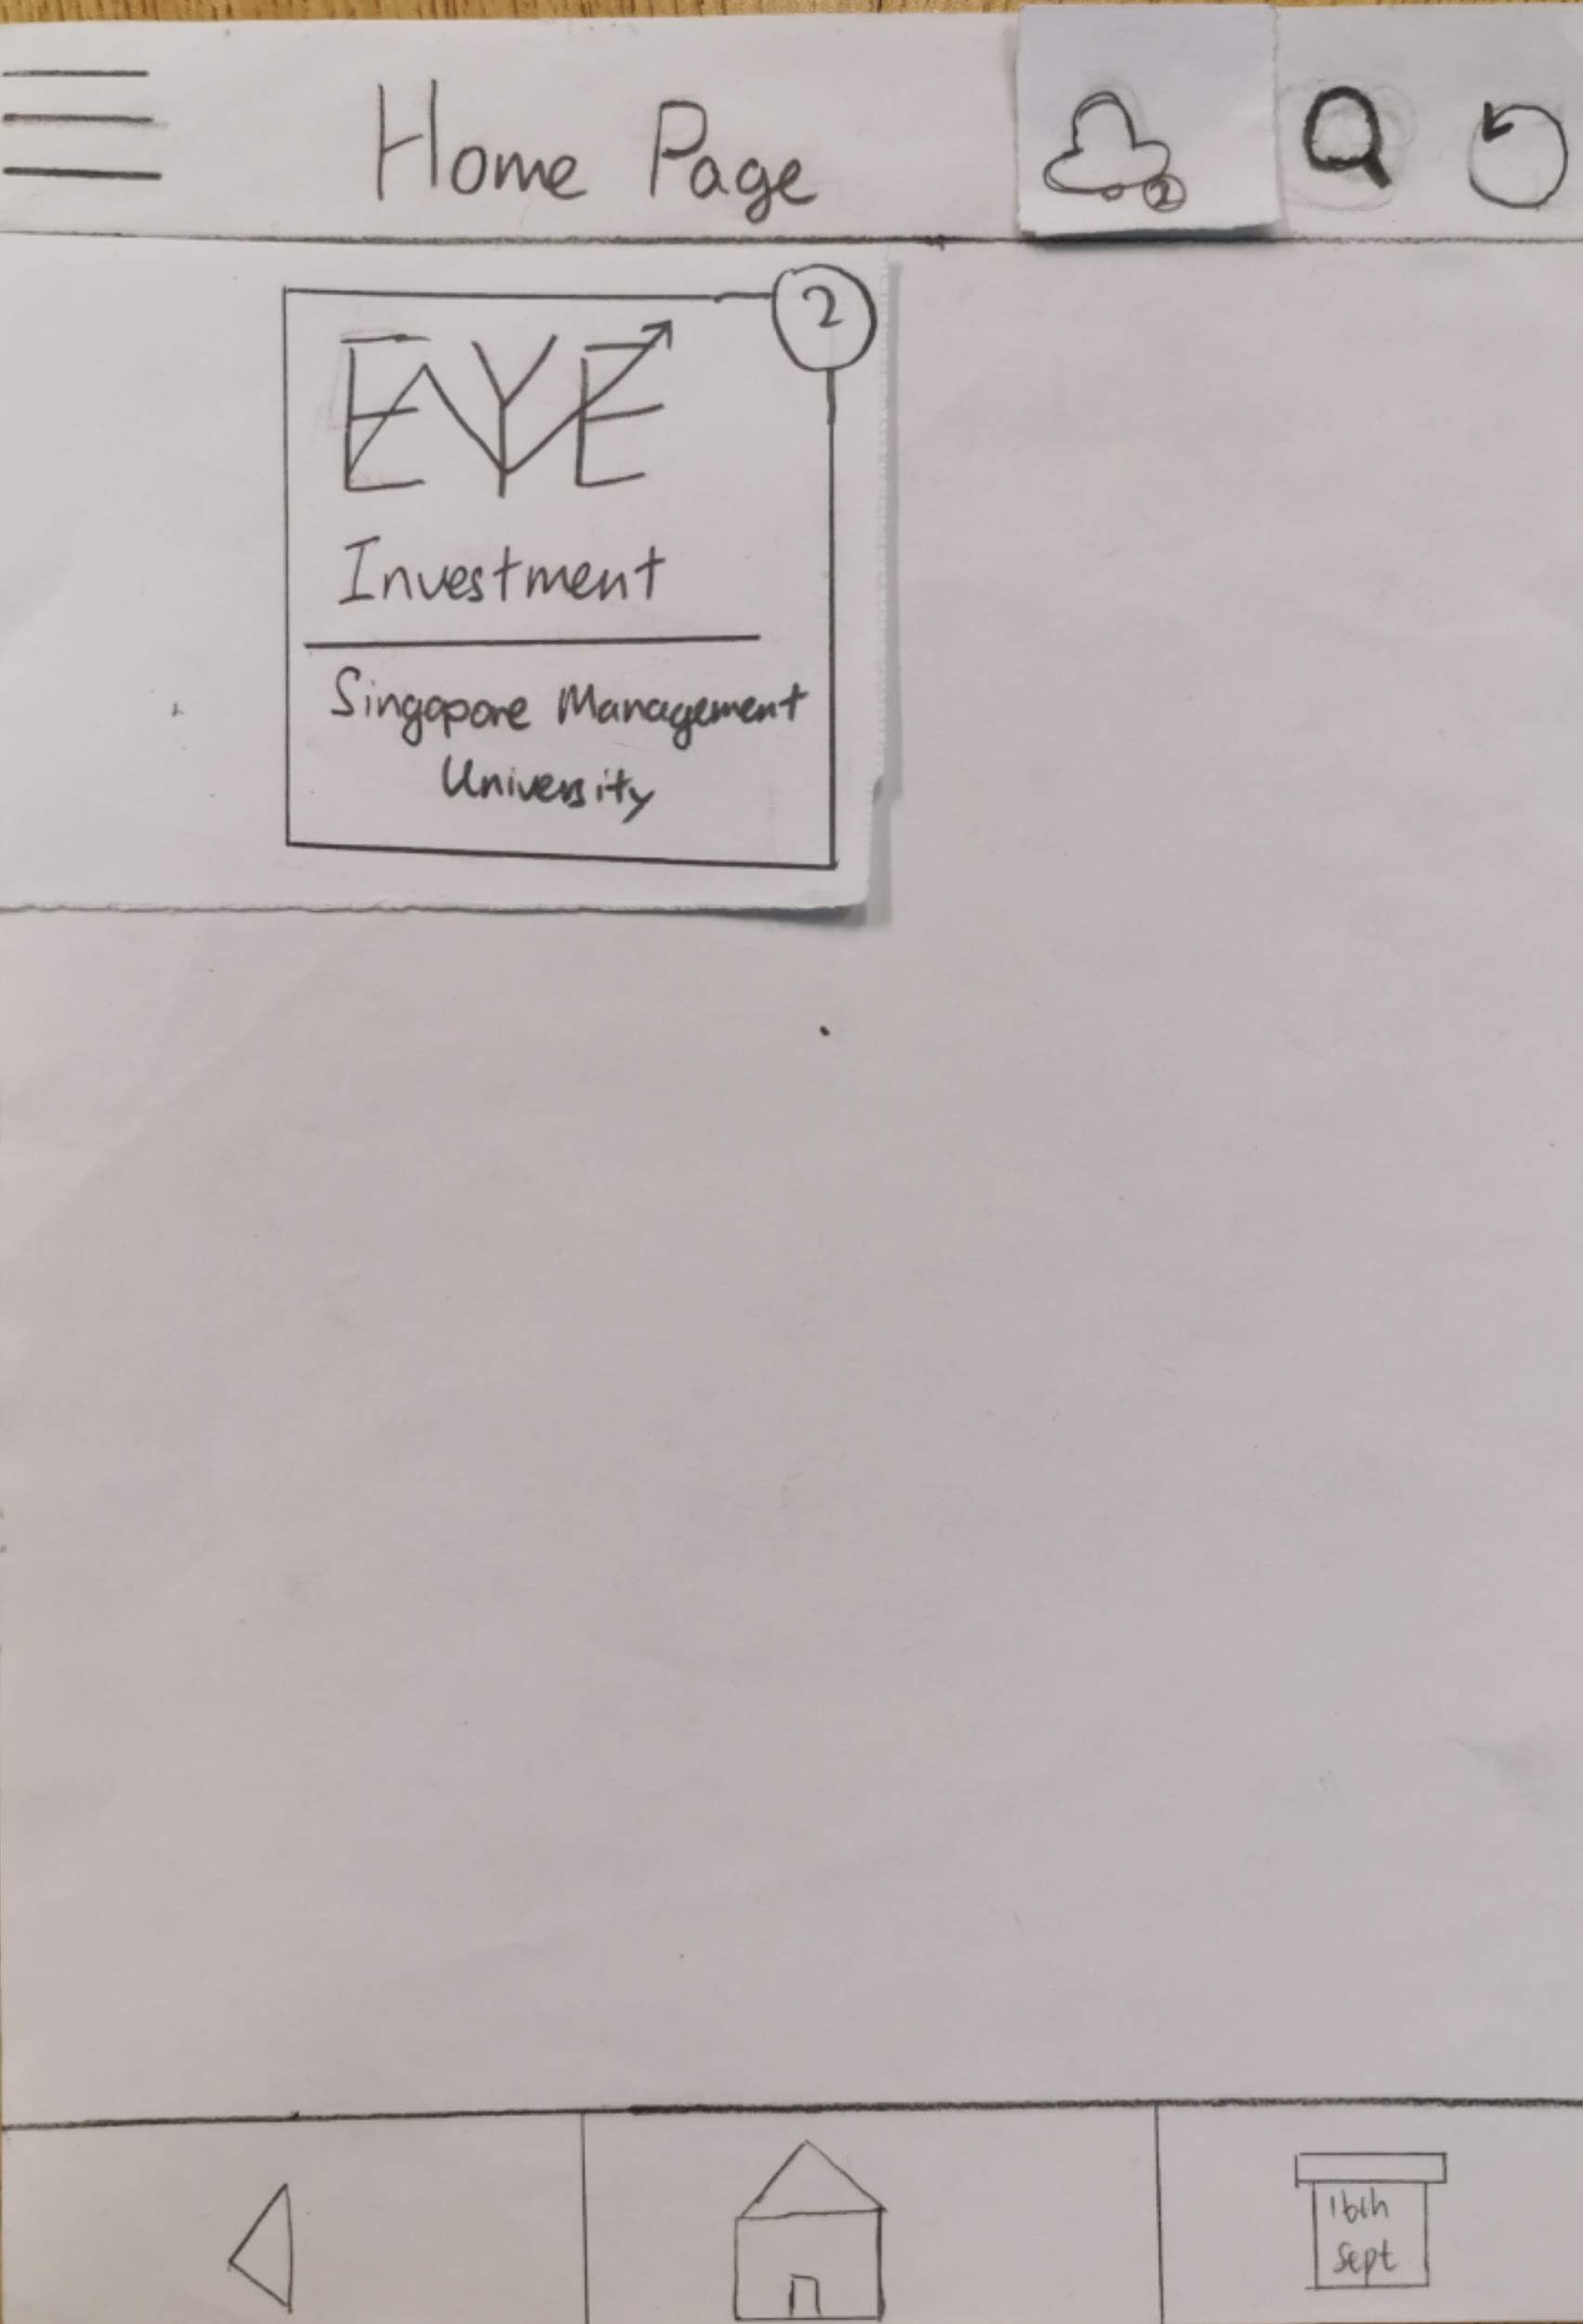 Home Page
2
2
EYE
Investment
Singapore Management
University
16th
Sept